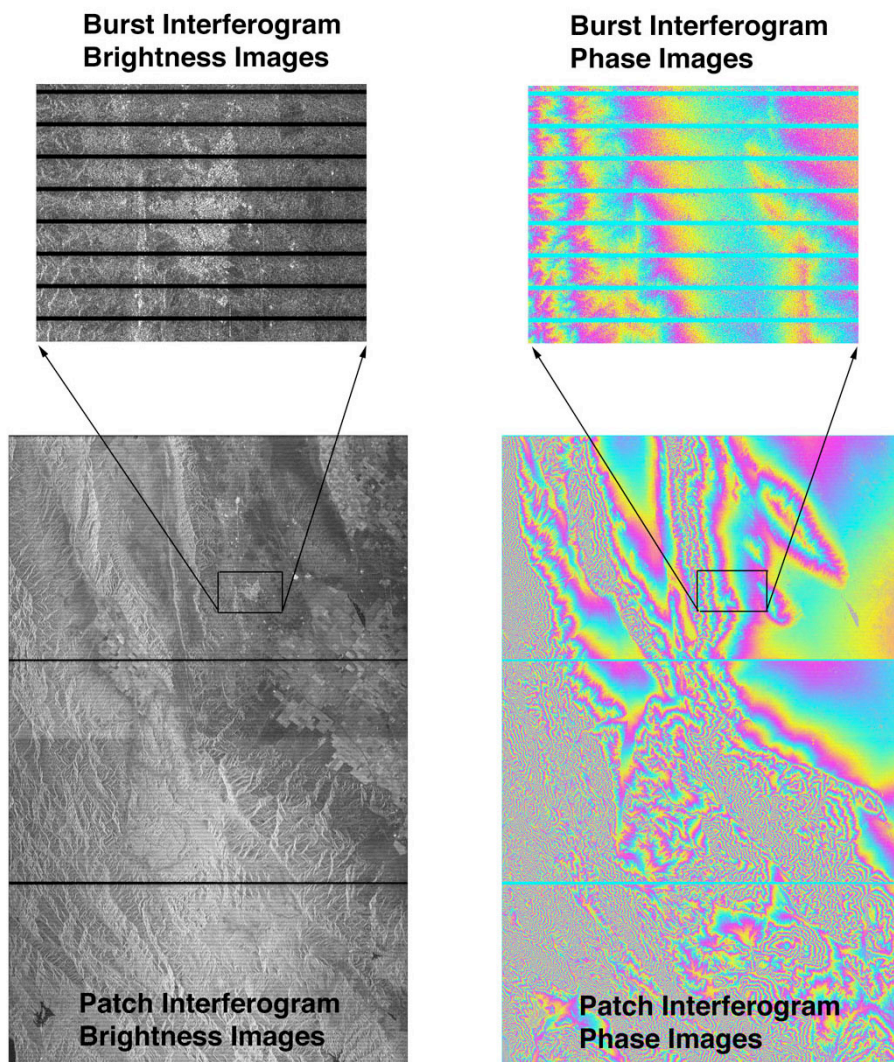 Burst Interferogram
Brightness Images
Burst Interferogram
Phase Images
Patch Interferogram
Brightness Images
Patch Interferogram
Phase Images